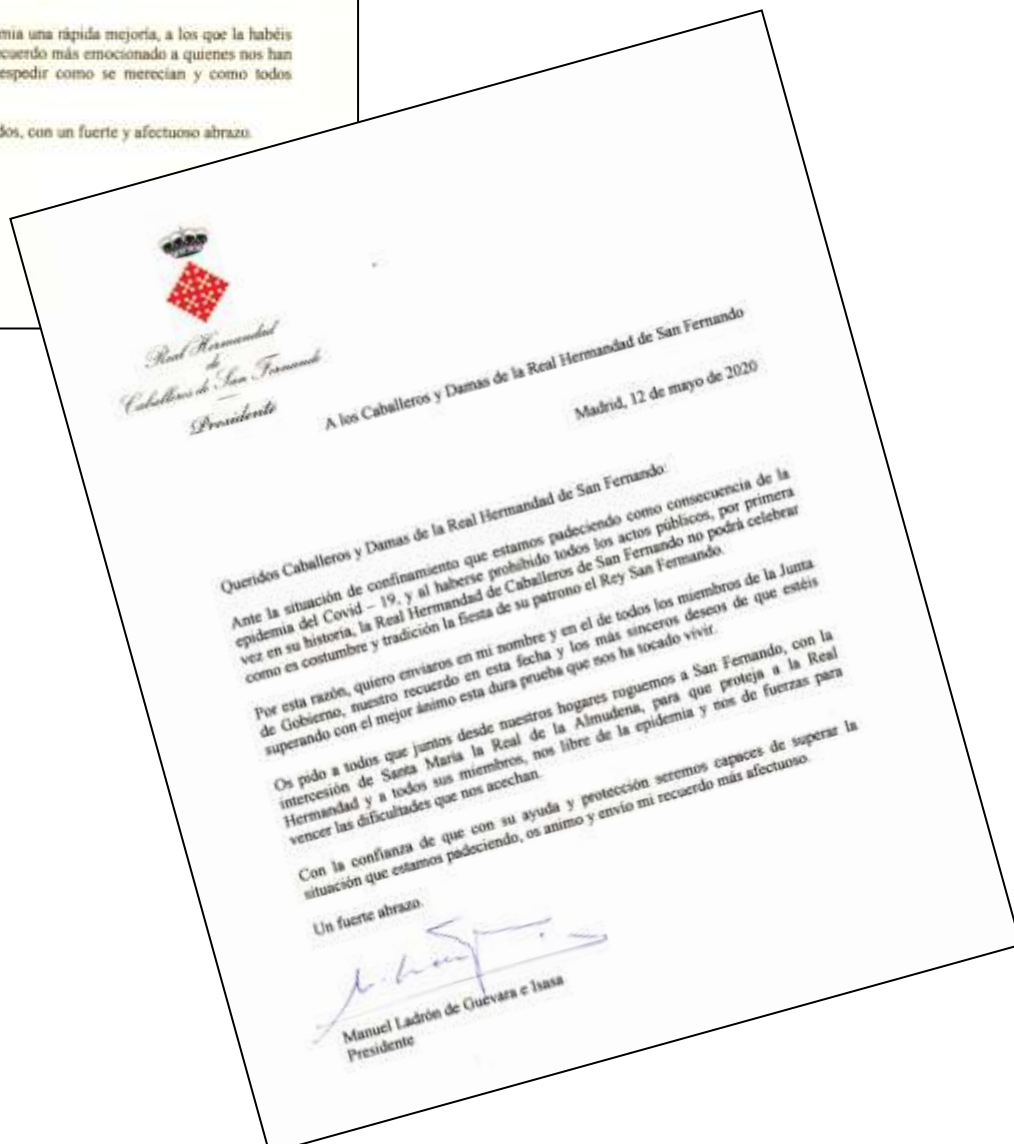 mia una rápida mejoría, a los que la habéis
cuerdo más emocionado a quienes nos han
espedir como se merecían y como todos
dos, con un fuerte y afectuoso abrazo.
Real Hermandad
de
Caballeros de San Fernando
Presidente
A los Caballeros y Damas de la Real Hermandad de San Fernando
Madrid, 12 de mayo de 2020
Queridos Caballeros y Damas de la Real Hermandad de San Fernando:
Ante la situación de confinamiento que estamos padeciendo como consecuencia de la
epidemia del Covid – 19, y al haberse prohibido todos los actos públicos, por primera
vez en su historia, la Real Hermandad de Caballeros de San Fernando no podrá celebrar
como es costumbre y tradición la fiesta de su patrono el Rey San Fernando.
Por esta razón, quiero enviaros en mi nombre y en el de todos los miembros de la Junta
de Gobierno, nuestro recuerdo en esta fecha y los más sinceros deseos de que estéis
superando con el mejor ánimo esta dura prueba que nos ha tocado vivir.
Os pido a todos que juntos desde nuestros hogares roguemos a San Fernando, con la
intercesión de Santa María la Real de la Almudena, para que proteja a la Real
Hermandad y a todos sus miembros, nos libre de la epidemia y nos de fuerzas para
vencer las dificultades que nos acechan.
Con la confianza de que con su ayuda y protección seremos capaces de superar la
situación que estamos padeciendo, os animo y envío mi recuerdo más afectuoso.
Un fuerte abrazo.
Manuel Ladrón de Guevara e Isasa
Presidente